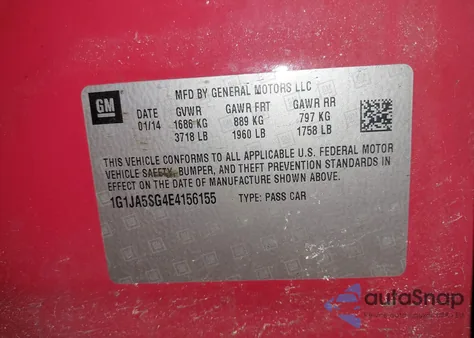 GM
MFD BY GENERAL MOTORS LLC
DATE GVWR GAWR FRT GAWR RR
01/14 1686 KG 889 KG 797 KG
3718 LB 1960 LB 1758 LB
THIS VEHICLE CONFORMS TO ALL APPLICABLE U.S. FEDERAL MOTOR
VEHICLE SAFETY, BUMPER, AND THEFT PREVENTION STANDARDS IN
EFFECT ON THE DATE OF MANUFACTURE SHOWN ABOVE.
1G1JA5SG4E4156155 TYPE: PASS CAR
autoSnap